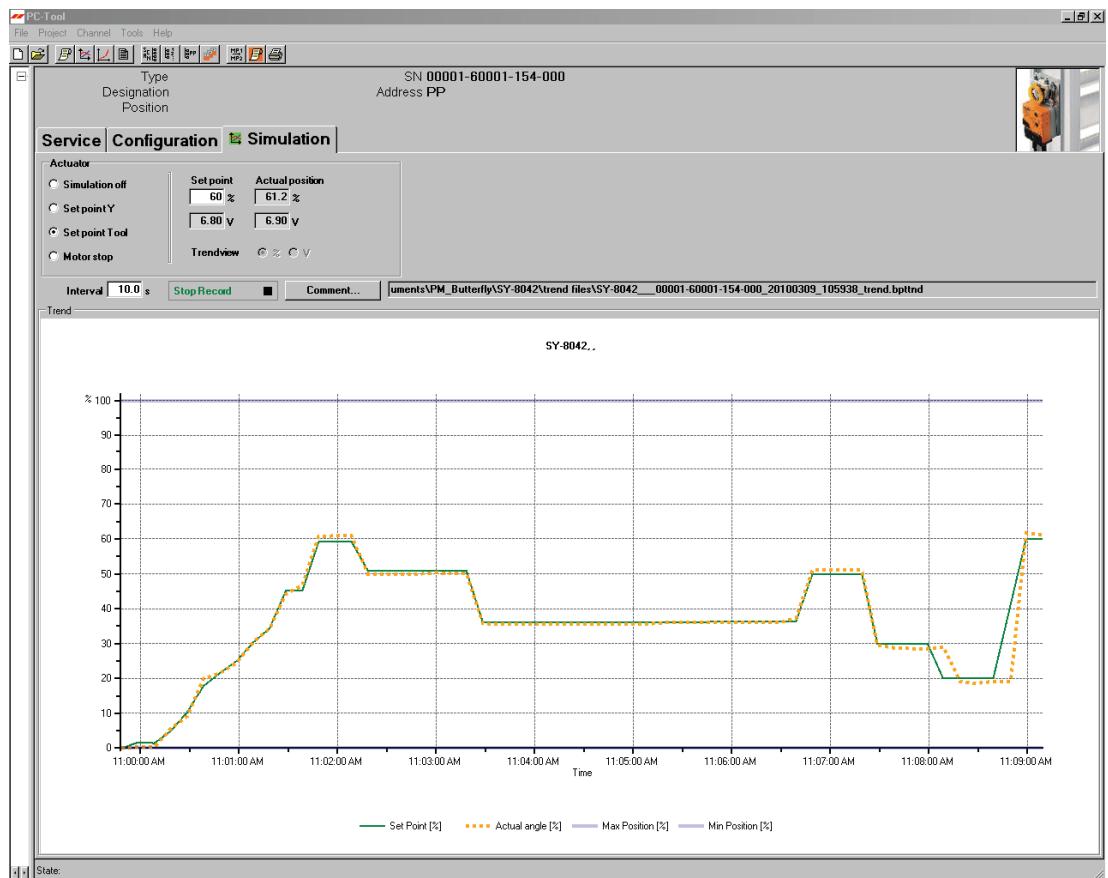 PC-Tool
File Project Channel Tools Help
Type SN 00001-60001-154-000
Designation Address PP
Position
Service Configuration Simulation
Actuator
Simulation off Set point Actual position
60 % 61.2 %
Set point Y
6.80 V 6.90 V
Set point Tool
Motor stop Trendview % V
Interval 10.0 s Stop Record Comment... uments\PM_Butterfly\SY-8042\trend files\SY-8042___00001-60001-154-000_20100309_105938_trend.bpttnd
Trend
SY-8042, ,
% 100
90
80
70
60
50
40
30
20
10
0
11:00:00 AM 11:01:00 AM 11:02:00 AM 11:03:00 AM 11:04:00 AM 11:05:00 AM 11:06:00 AM 11:07:00 AM 11:08:00 AM 11:09:00 AM
Time
Set Point [%] Actual angle [%] Max Position [%] Min Position [%]
State: